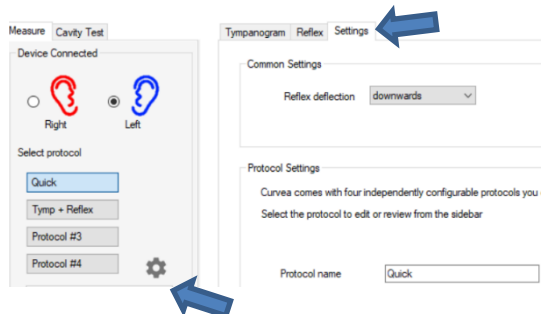 Measure Cavity Test
Device Connected
Right Left
Select protocol
Quick
Tymp + Reflex
Protocol #3
Protocol #4
Tympanogram Reflex Settings
Common Settings
Reflex deflection downwards
Protocol Settings
Curvea comes with four independently configurable protocols you
Select the protocol to edit or review from the sidebar
Protocol name Quick